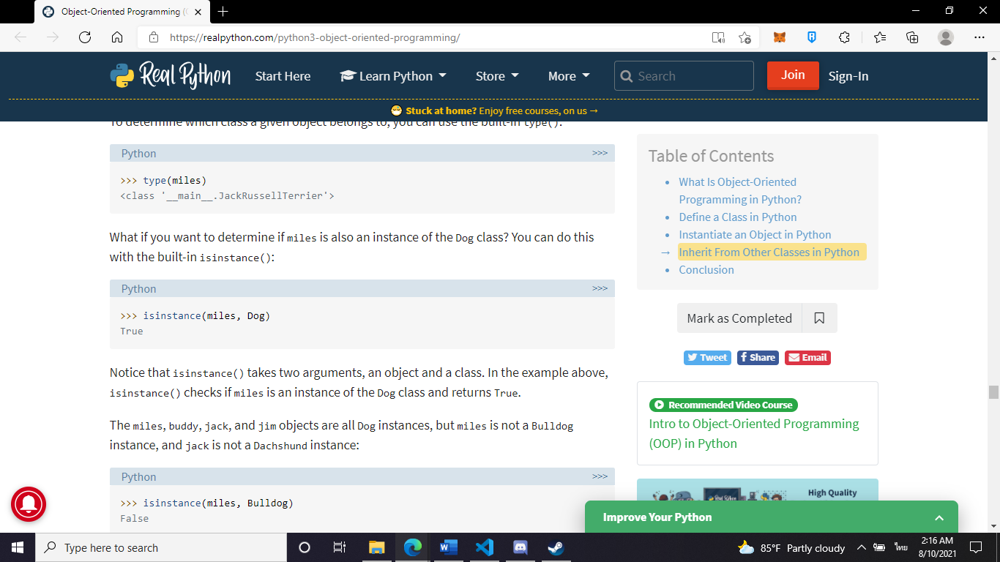 Object-Oriented Programming (
https://realpython.com/python3-object-oriented-programming/
Real Python
Start Here
Learn Python
Store
More
Search
Join
Sign-In
Stuck at home? Enjoy free courses, on us →
To determine which class a given object belongs to, you can use the built-in type():
Python
>>>
>>> type(miles)
<class '__main__.JackRussellTerrier'>
What if you want to determine if miles is also an instance of the Dog class? You can do this
with the built-in isinstance():
Python
>>>
>>> isinstance(miles, Dog)
True
Notice that isinstance() takes two arguments, an object and a class. In the example above,
isinstance() checks if miles is an instance of the Dog class and returns True.
The miles, buddy, jack, and jim objects are all Dog instances, but miles is not a Bulldog
instance, and jack is not a Dachshund instance:
Python
>>>
>>> isinstance(miles, Bulldog)
False
Table of Contents
• What Is Object-Oriented
Programming in Python?
• Define a Class in Python
• Instantiate an Object in Python
→ Inherit From Other Classes in Python
• Conclusion
Mark as Completed
Tweet
Share
Email
Recommended Video Course
Intro to Object-Oriented Programming
(OOP) in Python
Real Python
High Quality
Improve Your Python
Type here to search
85°F Partly cloudy
ไทย
2:16 AM
8/10/2021